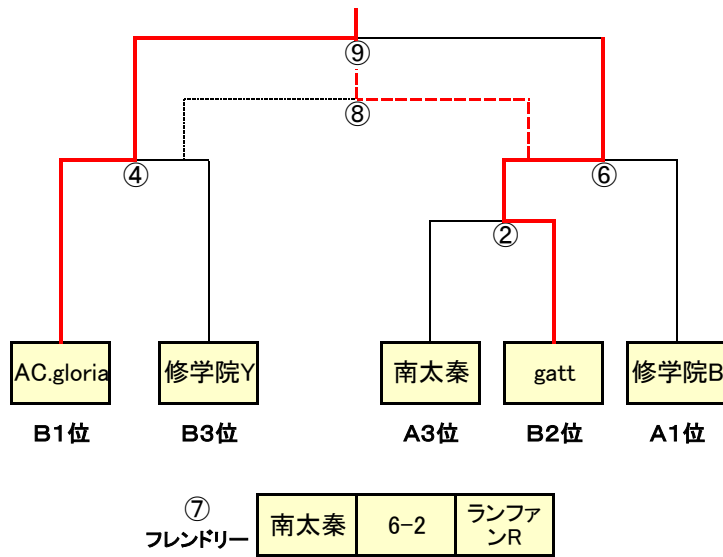 ⑨
⑧
④
⑥
②
AC.gloria
修学院Y
南太秦
gatt
修学院B
B1位
B3位
A3位
B2位
A1位
⑦
フレンドリー
南太秦
6-2
ランファ
ンR